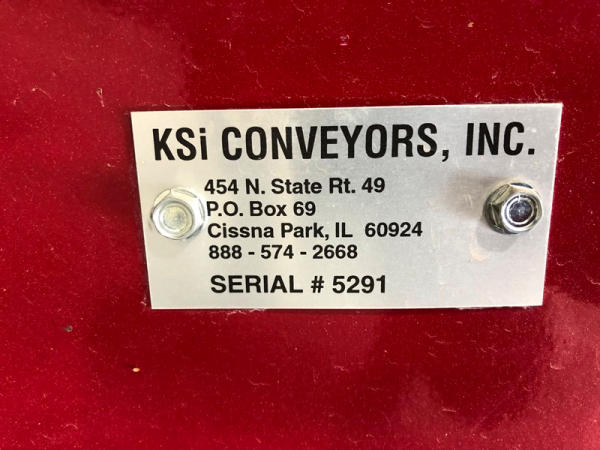 KSi CONVEYORS, INC.
454 N. State Rt. 49
P.O. Box 69
Cissna Park, IL 60924
888 - 574 - 2668
SERIAL # 5291